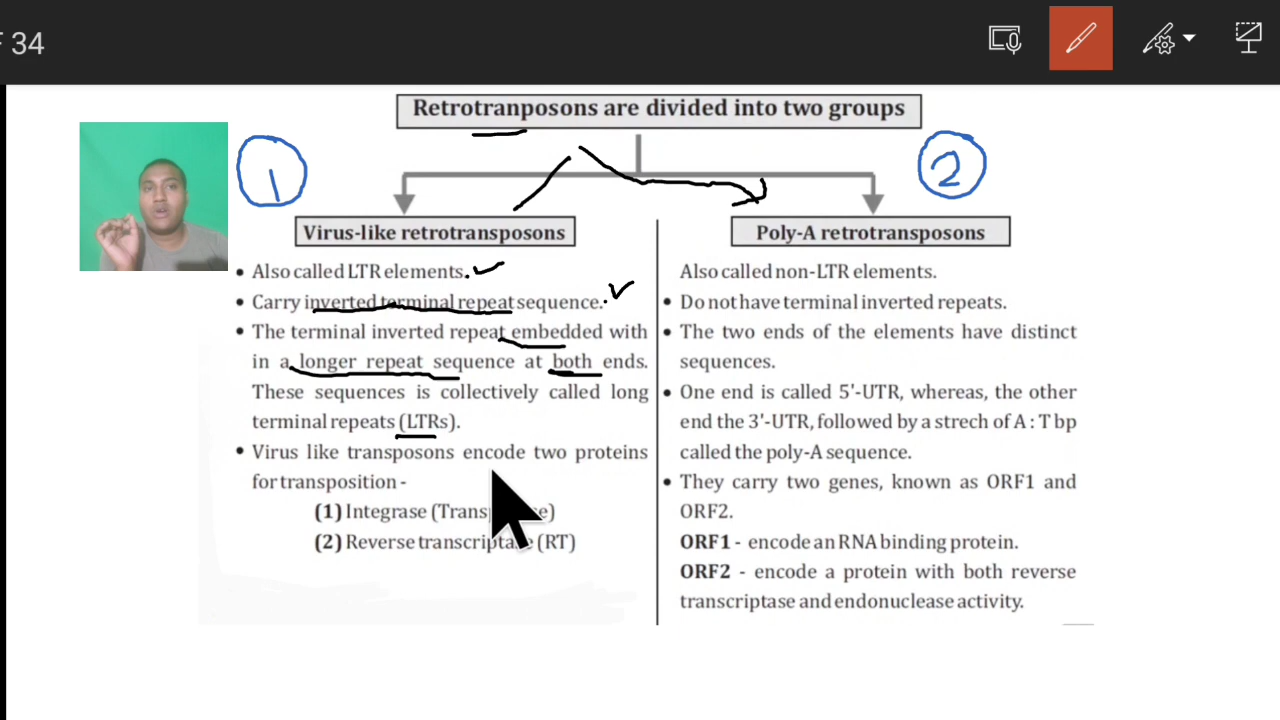 F 34
Retrotranposons are divided into two groups
1
2
Virus-like retrotransposons
• Also called LTR elements.
• Carry inverted terminal repeat sequence.
• The terminal inverted repeat embedded with
in a longer repeat sequence at both ends.
These sequences is collectively called long
terminal repeats (LTRs).
• Virus like transposons encode two proteins
for transposition -
(1) Integrase
(2) Reverse transcriptase (RT)
Poly-A retrotransposons
Also called non-LTR elements.
• Do not have terminal inverted repeats.
• The two ends of the elements have distinct
sequences.
• One end is called 5'-UTR, whereas, the other
end the 3'-UTR, followed by a strech of A : T bp
called the poly-A sequence.
• They carry two genes, known as ORF1 and
ORF2.
ORF1 - encode an RNA binding protein.
ORF2 - encode a protein with both reverse
transcriptase and endonuclease activity.